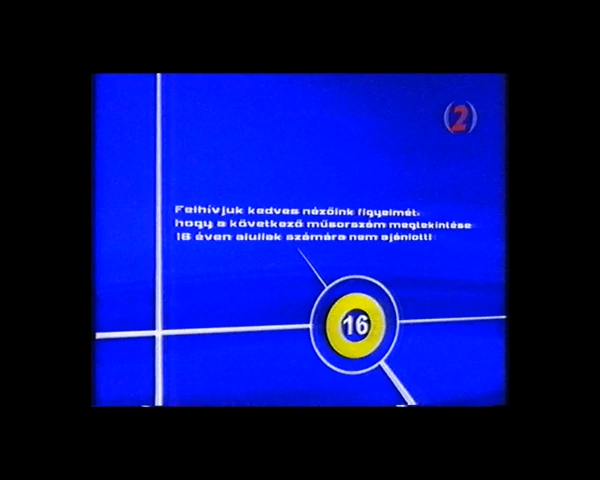 (2)
Felhívjuk kedves nézőink figyelmét,
hogy a következő műsorszám megtekintése
16 éven aluliak számára nem ajánlott!
16